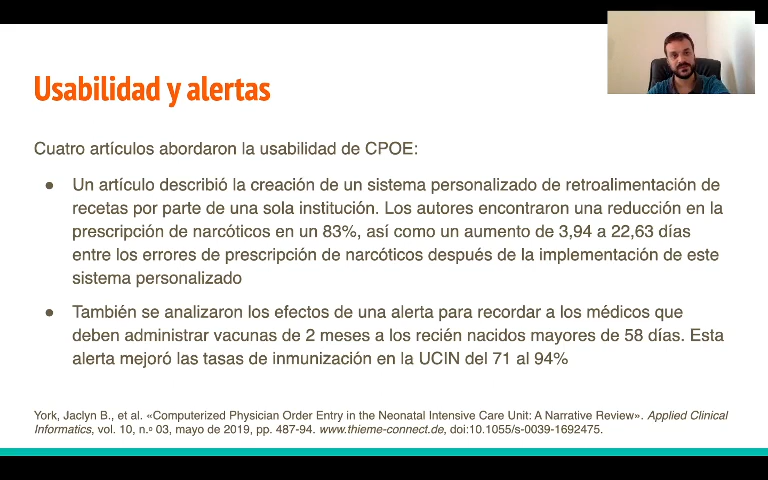 Usabilidad y alertas
Cuatro artículos abordaron la usabilidad de CPOE:
● Un artículo describió la creación de un sistema personalizado de retroalimentación de
recetas por parte de una sola institución. Los autores encontraron una reducción en la
prescripción de narcóticos en un 83%, así como un aumento de 3,94 a 22,63 días
entre los errores de prescripción de narcóticos después de la implementación de este
sistema personalizado
● También se analizaron los efectos de una alerta para recordar a los médicos que
deben administrar vacunas de 2 meses a los recién nacidos mayores de 58 días. Esta
alerta mejoró las tasas de inmunización en la UCIN del 71 al 94%
York, Jaclyn B., et al. «Computerized Physician Order Entry in the Neonatal Intensive Care Unit: A Narrative Review». Applied Clinical
Informatics, vol. 10, n.º 03, mayo de 2019, pp. 487-94. www.thieme-connect.de, doi:10.1055/s-0039-1692475.